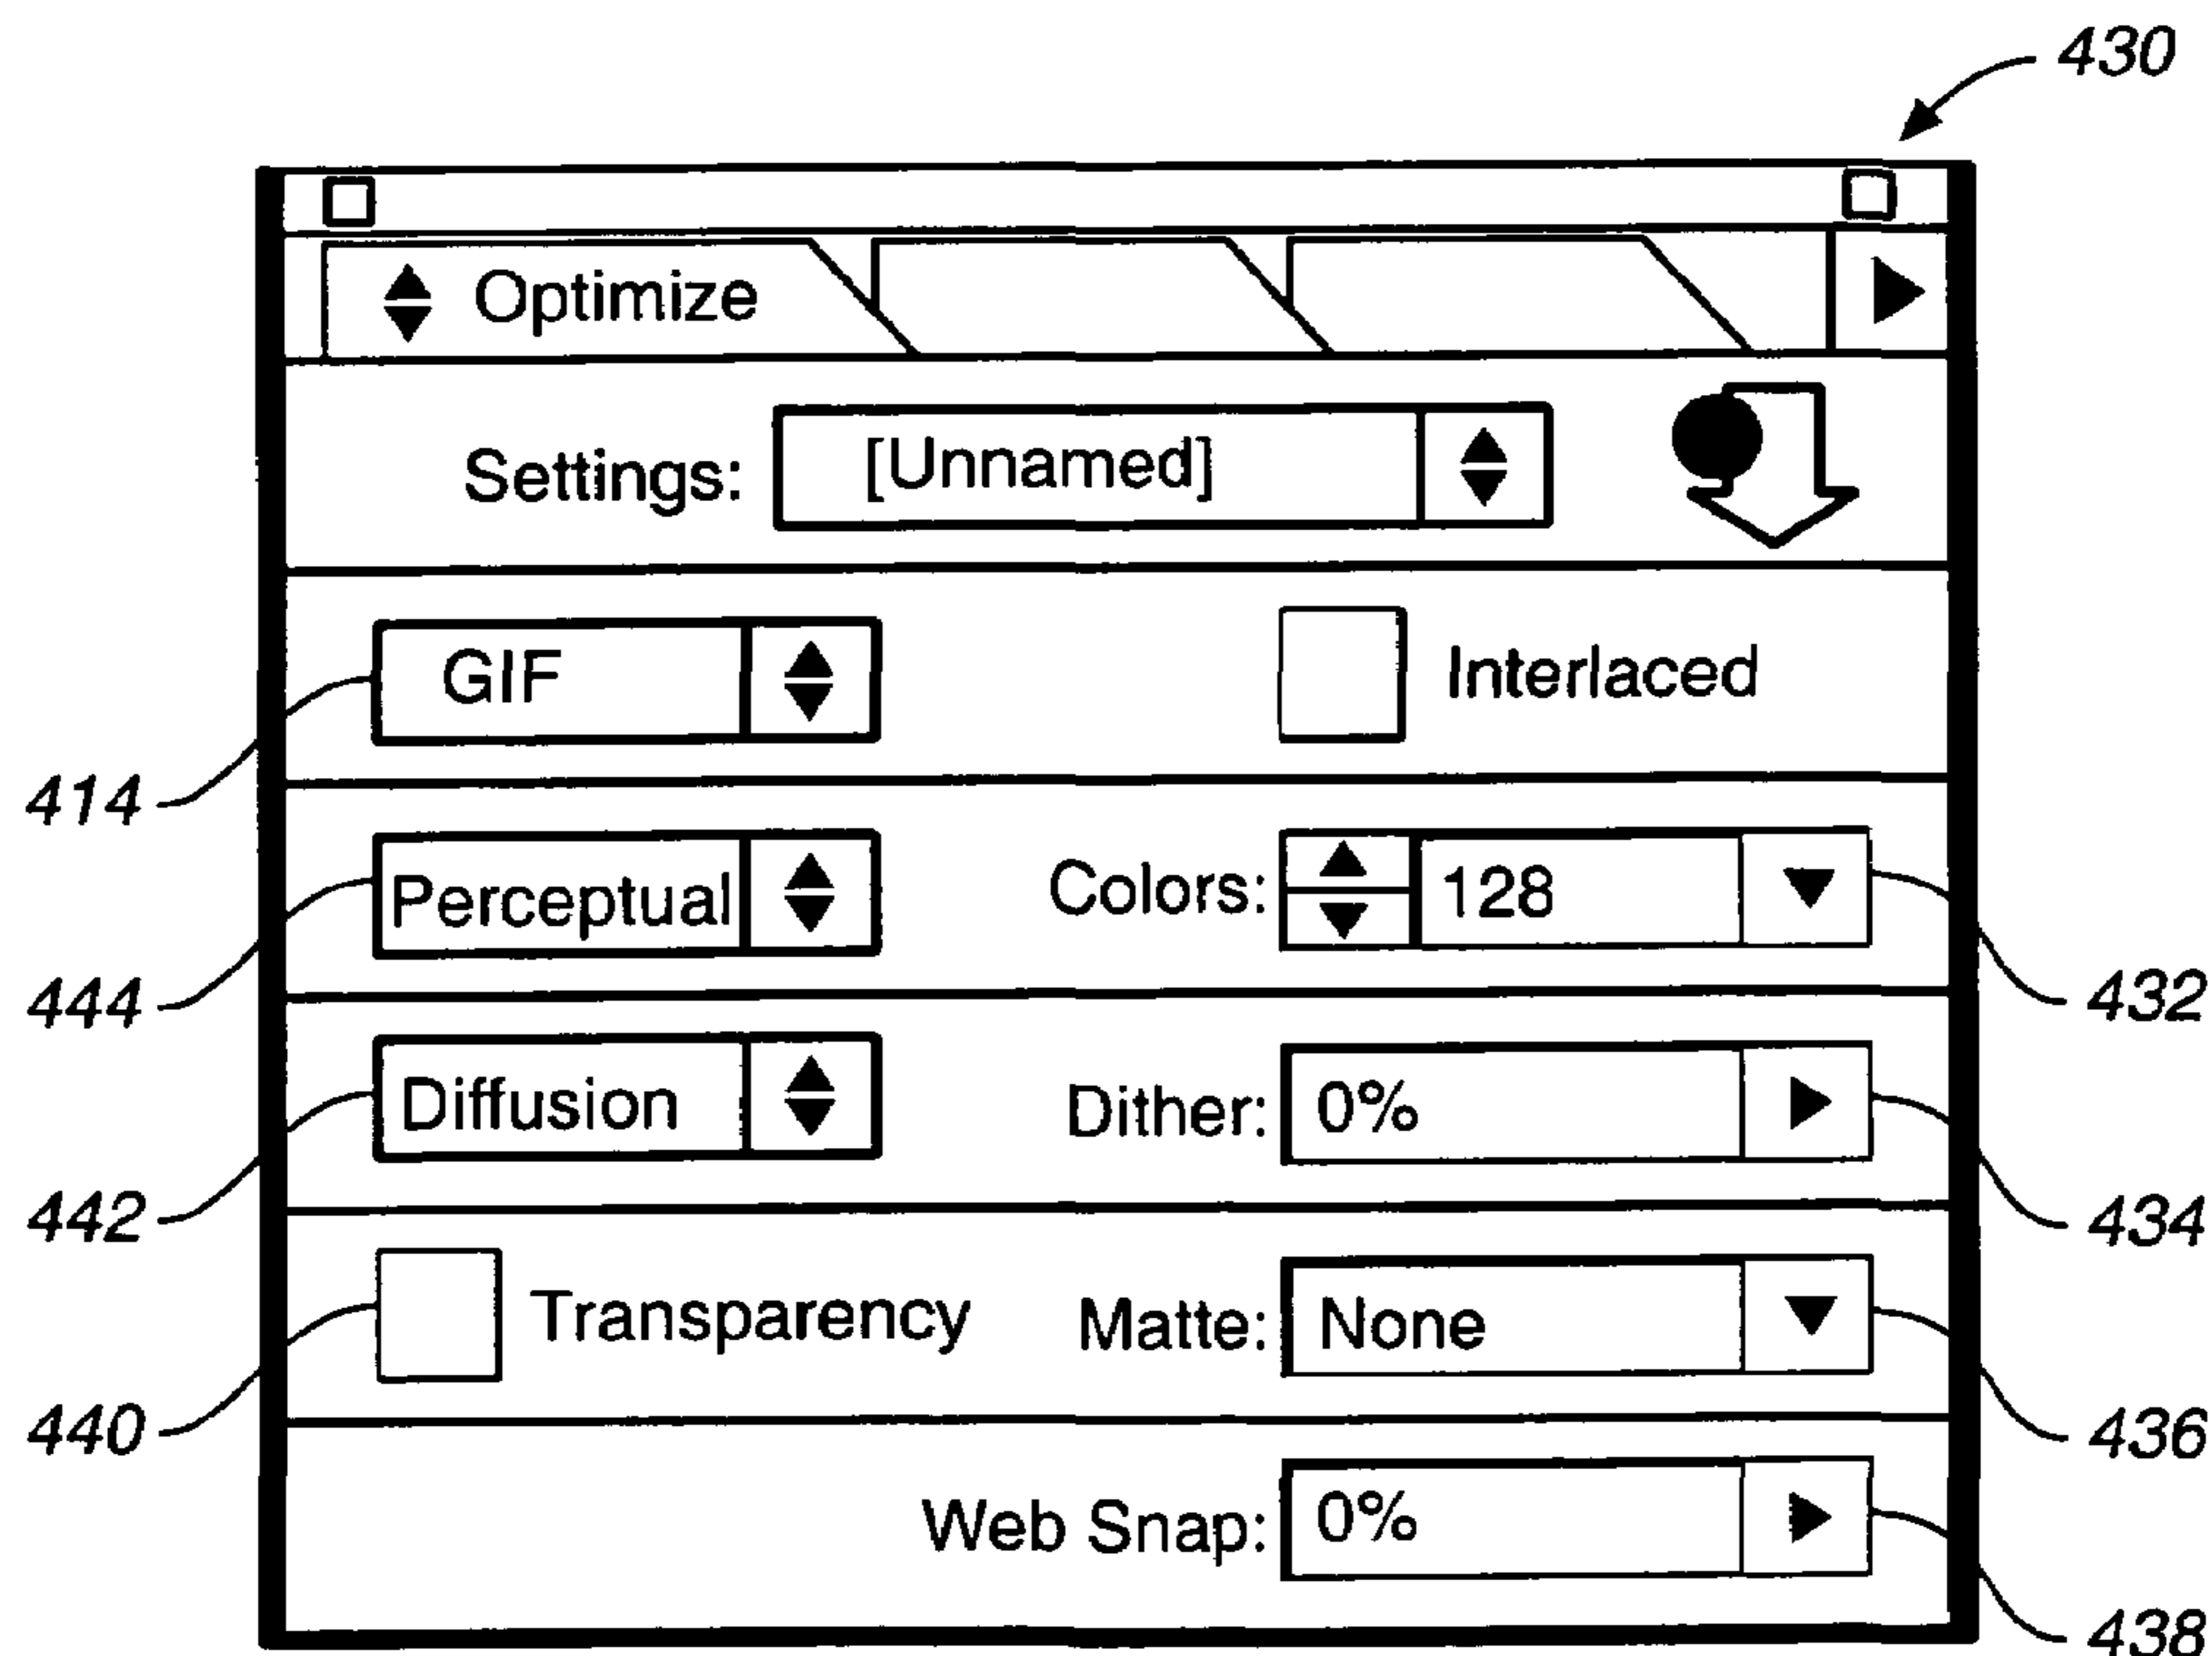 430
Optimize
Settings: [Unnamed]
GIF Interlaced
414
Perceptual Colors: 128
444
432
Diffusion Dither: 0%
442
434
Transparency Matte: None
440
436
Web Snap: 0%
438